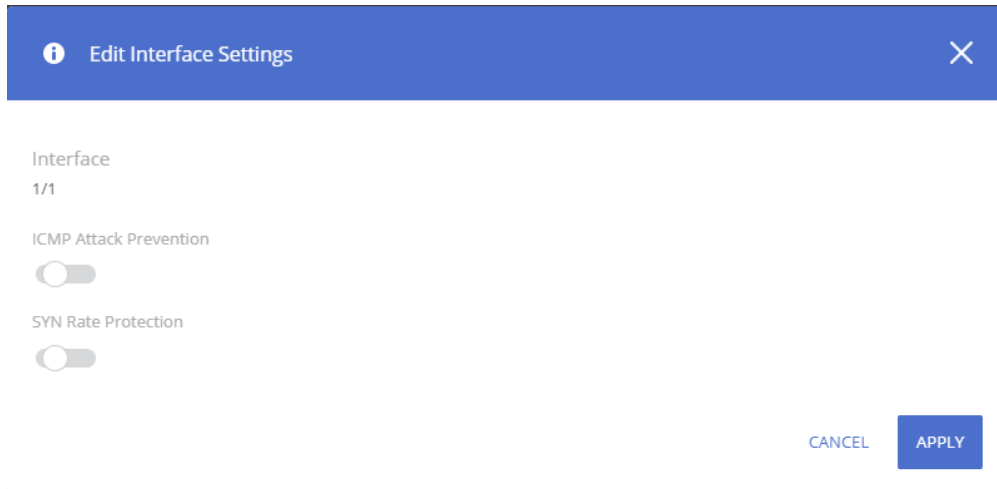 Edit Interface Settings
Interface
1/1
ICMP Attack Prevention
SYN Rate Protection
CANCEL APPLY